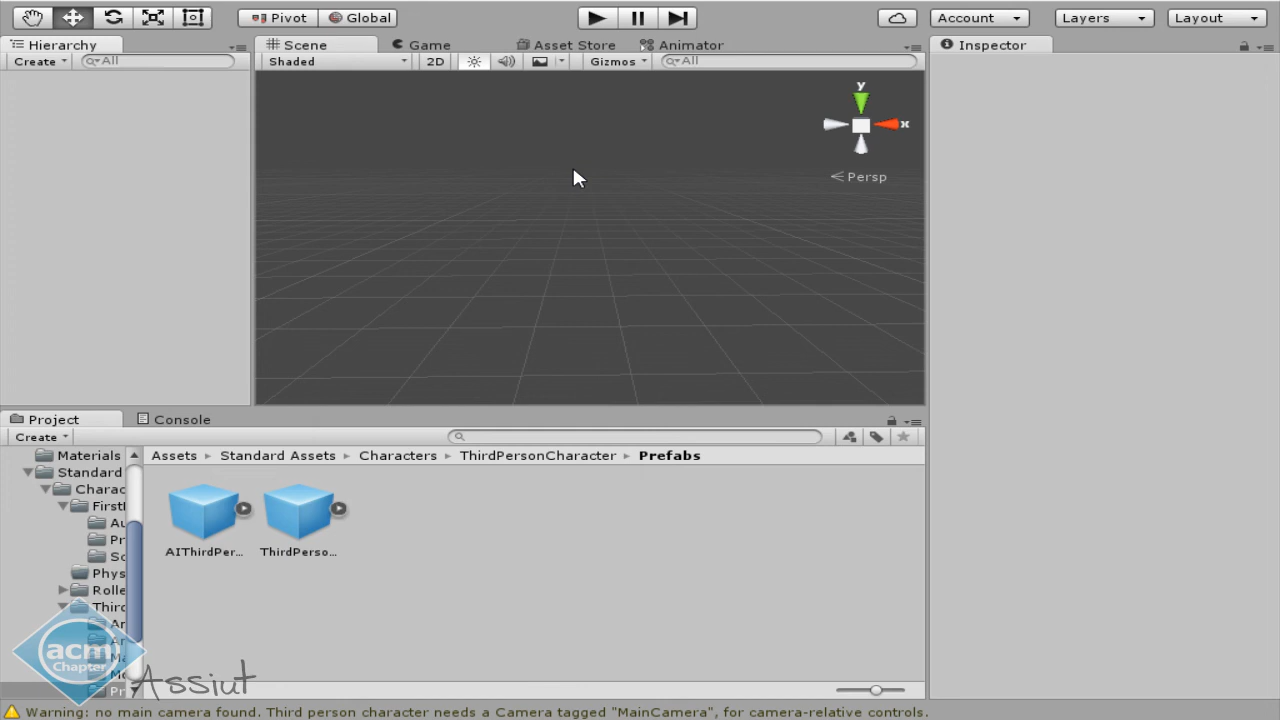 Pivot Global Account Layers Layout
Hierarchy Scene Game Asset Store Animator Inspector
Create All Shaded 2D Gizmos All
y
x
Persp
Project Console
Create
Materials Assets Standard Assets Characters ThirdPersonCharacter Prefabs
Standard
Charac
FirstI
Au
Pr
Sc
AIThirdPer... ThirdPerso...
Phys
Rolle
Third
acm
Chapter
Assiut
Pr
Warning: no main camera found. Third person character needs a Camera tagged "MainCamera", for camera-relative controls.